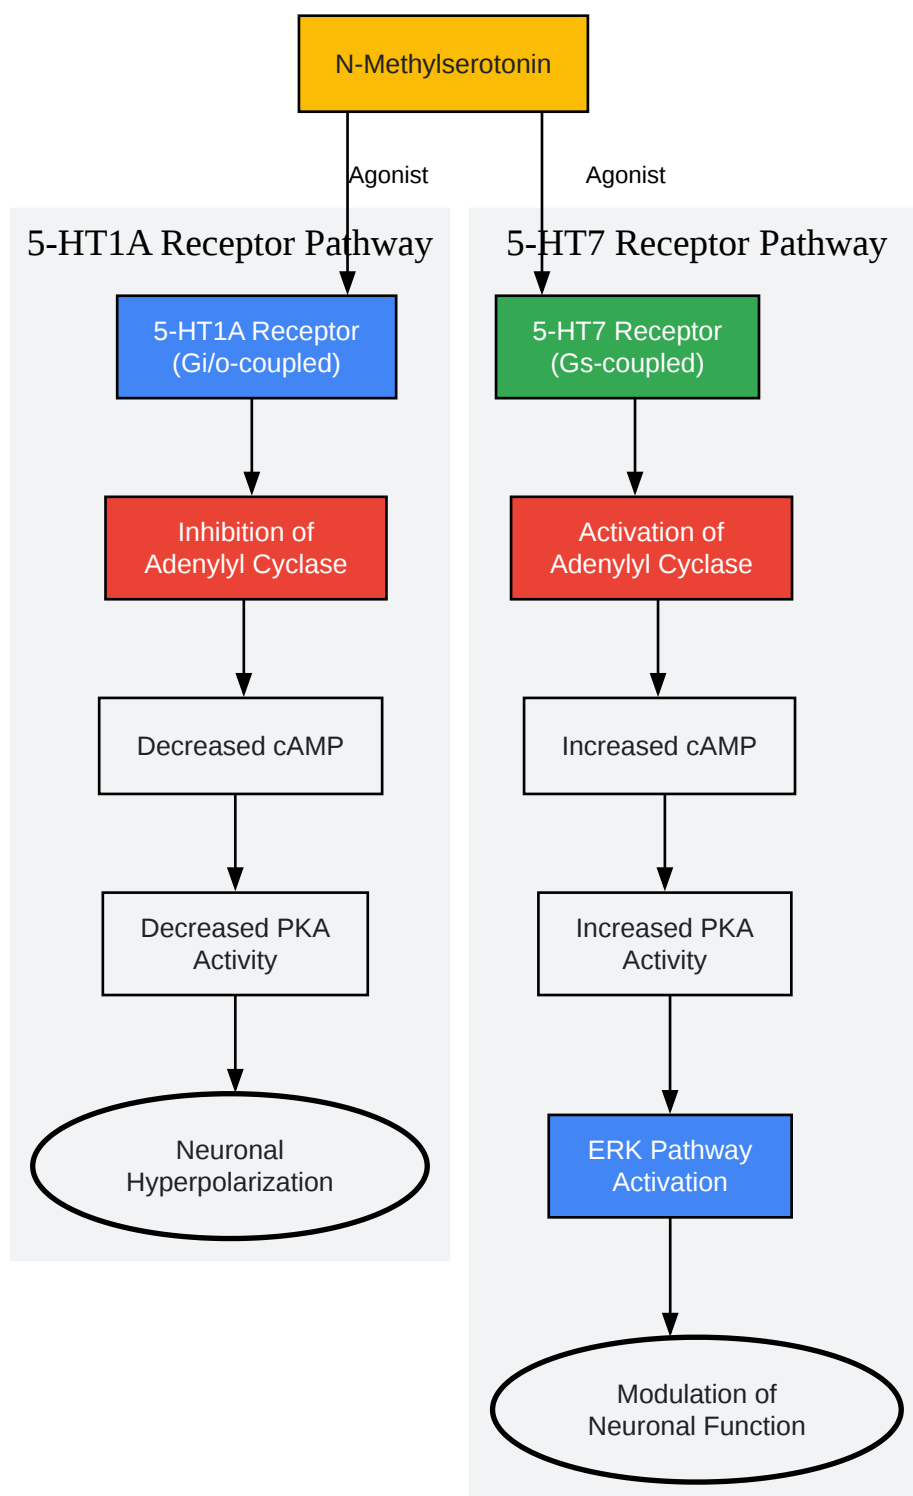 N-Methylserotonin
Agonist
Agonist
5-HT1A Receptor Pathway
5-HT1A Receptor
(Gi/o-coupled)
Inhibition of
Adenylyl Cyclase
Decreased cAMP
Decreased PKA
Activity
Neuronal
Hyperpolarization
5-HT7 Receptor Pathway
5-HT7 Receptor
(Gs-coupled)
Activation of
Adenylyl Cyclase
Increased cAMP
Increased PKA
Activity
ERK Pathway
Activation
Modulation of
Neuronal Function